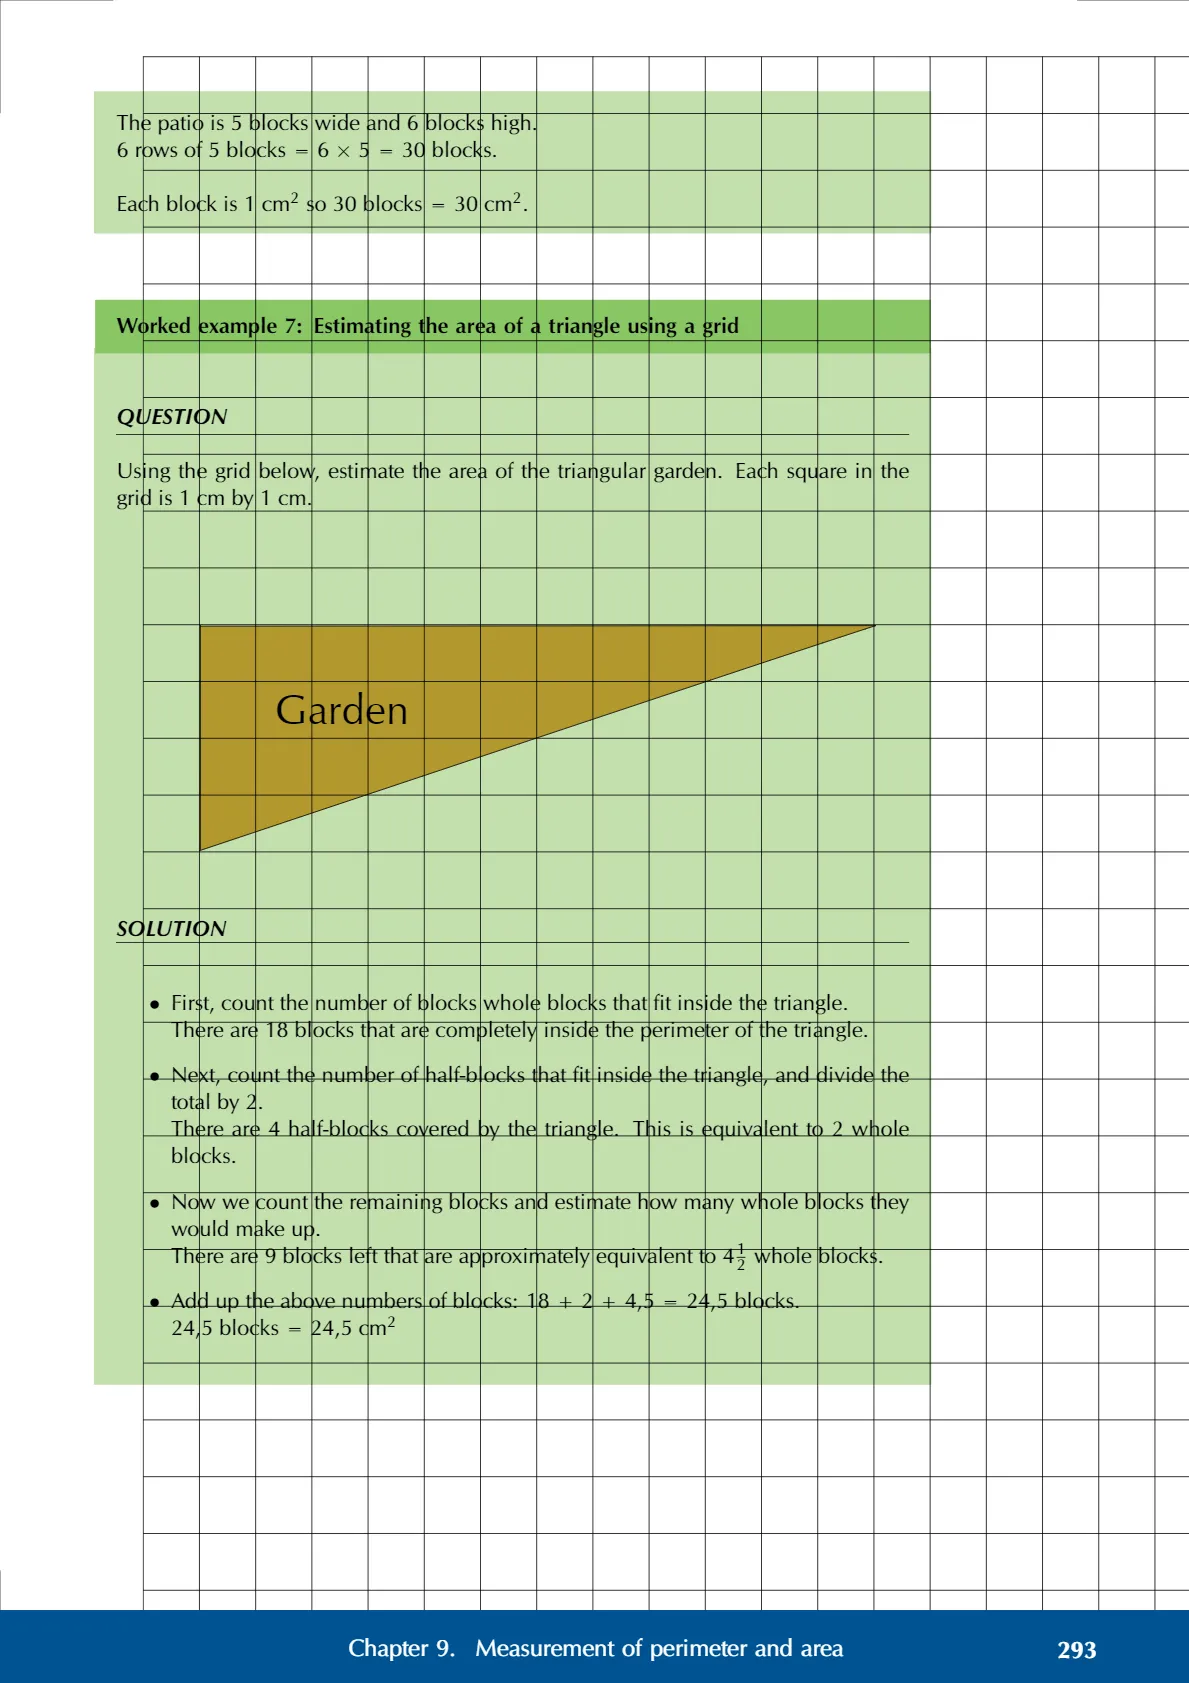 The patio is 5 blocks wide and 6 blocks high.
6 rows of 5 blocks = 6 × 5 = 30 blocks.
Each block is 1 cm² so 30 blocks = 30 cm².
Worked example 7: Estimating the area of a triangle using a grid
QUESTION
Using the grid below, estimate the area of the triangular garden. Each square in the
grid is 1 cm by 1 cm.
Garden
SOLUTION
• First, count the number of blocks whole blocks that fit inside the triangle.
There are 18 blocks that are completely inside the perimeter of the triangle.
• Next, count the number of half-blocks that fit inside the triangle, and divide the
total by 2.
There are 4 half-blocks covered by the triangle. This is equivalent to 2 whole
blocks.
• Now we count the remaining blocks and estimate how many whole blocks they
would make up.
There are 9 blocks left that are approximately equivalent to 4½ whole blocks.
• Add up the above numbers of blocks: 18 + 2 + 4,5 = 24,5 blocks.
24,5 blocks = 24,5 cm²
Chapter 9. Measurement of perimeter and area 293